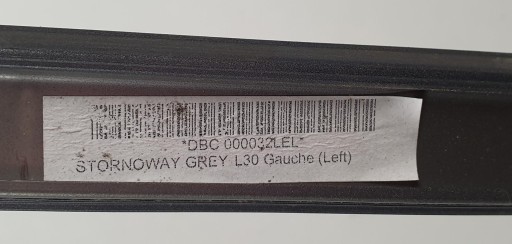 *DBC 000032LEL*
STORNOWAY GREY L30 Gauche (Left)